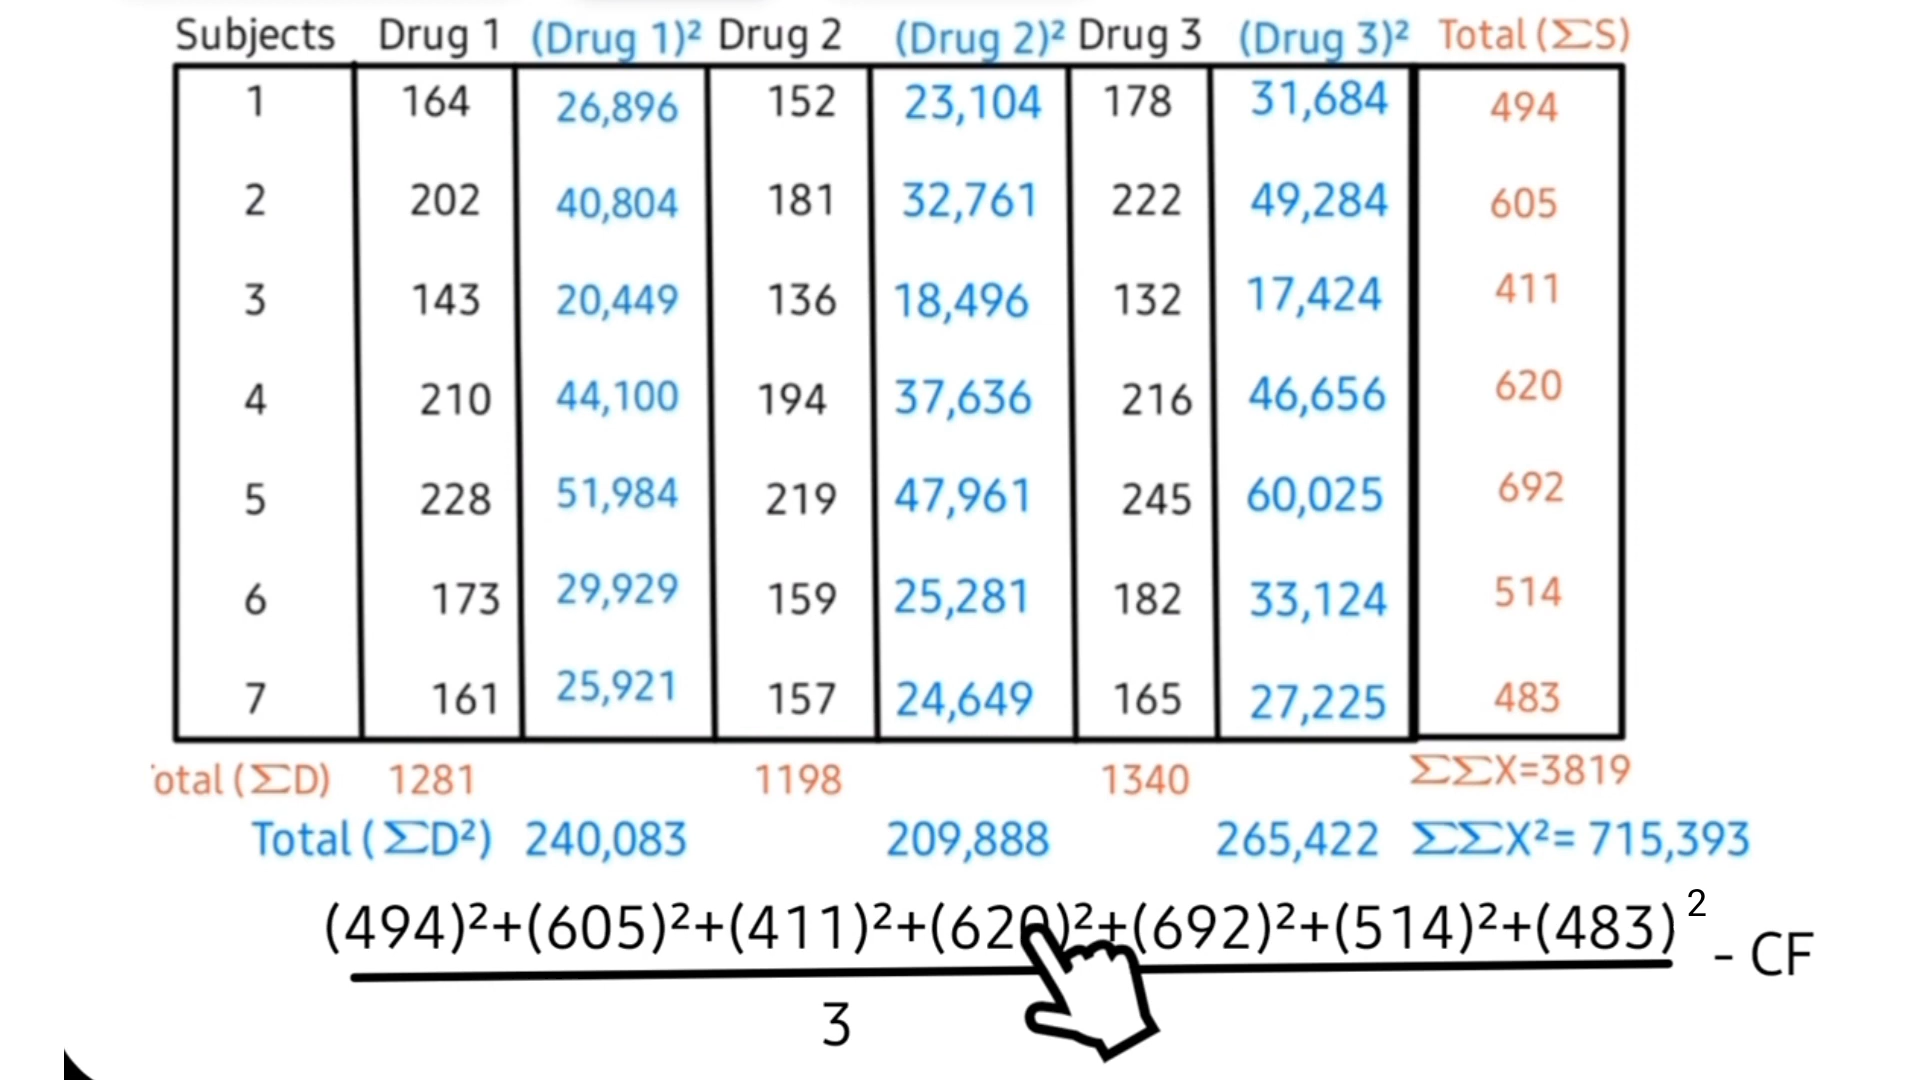 Subjects Drug 1 (Drug 1)² Drug 2 (Drug 2)² Drug 3 (Drug 3)² Total (ΣS)
1 164 26,896 152 23,104 178 31,684 494
2 202 40,804 181 32,761 222 49,284 605
3 143 20,449 136 18,496 132 17,424 411
4 210 44,100 194 37,636 216 46,656 620
5 228 51,984 219 47,961 245 60,025 692
6 173 29,929 159 25,281 182 33,124 514
7 161 25,921 157 24,649 165 27,225 483
otal (ΣD) 1281 1198 1340 ΣΣX=3819
Total (ΣD²) 240,083 209,888 265,422 ΣΣX²= 715,393
(494)²+(605)²+(411)²+(620)²+(692)²+(514)²+(483)² - CF
3